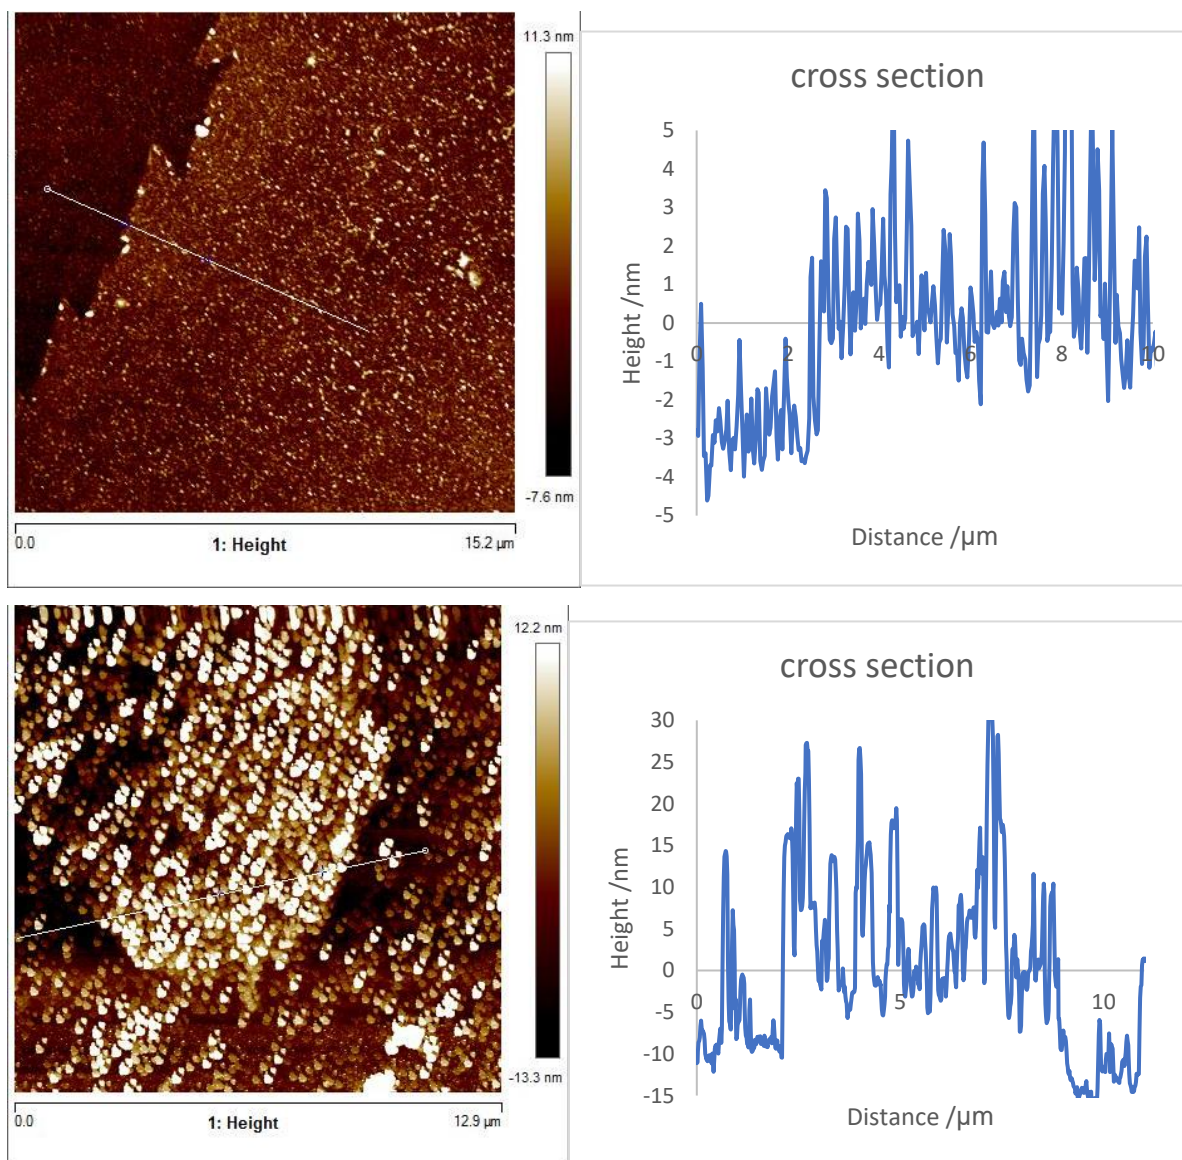 11.3 nm
-7.6 nm
0.0
1: Height
15.2 µm
cross section
5
4
3
2
1
0
-1
-2
-3
-4
-5
0
2
4
6
8
10
Height /nm
Distance /µm
12.2 nm
-13.3 nm
0.0
1: Height
12.9 µm
cross section
30
25
20
15
10
5
0
-5
-10
-15
0
5
10
Height /nm
Distance /µm